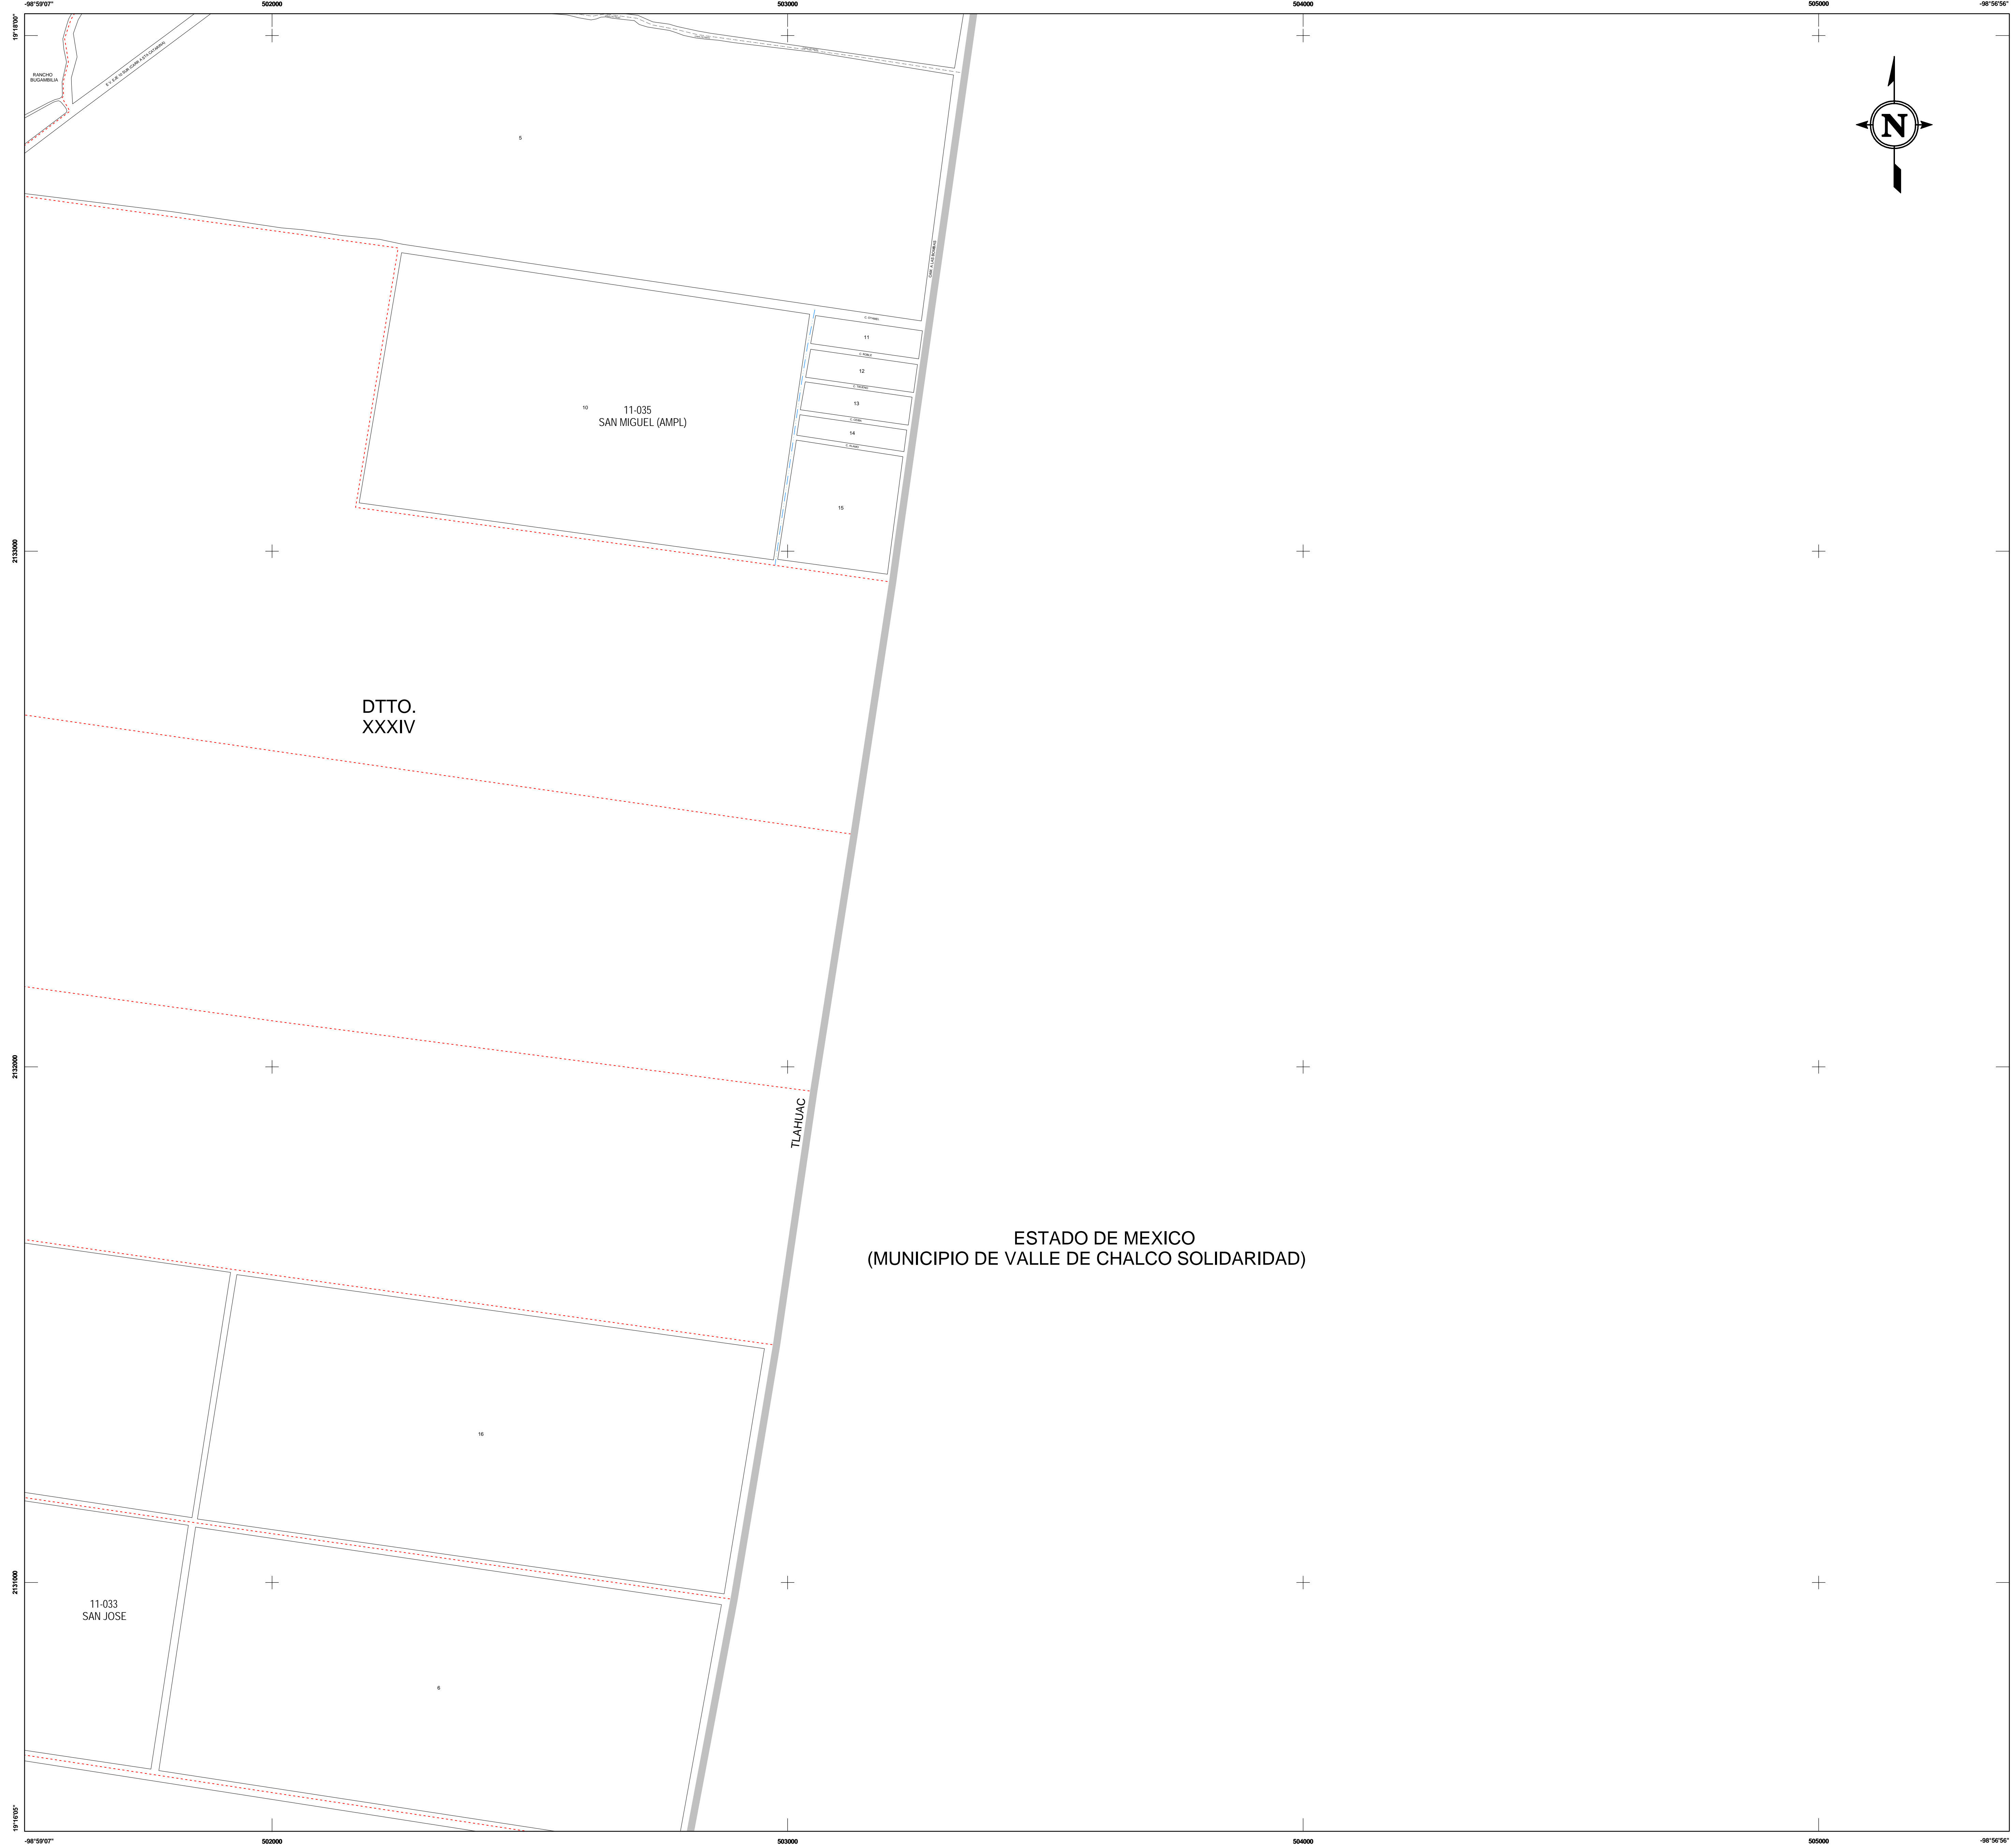 -98°59'07"
502000
503000
504000
505000
-98°56'56"
19°18'00"
RANCHO
BUGAMBILIA
5
N
CAM. A LAS BOMBAS
11
12
13
14
15
10
11-035
SAN MIGUEL (AMPL)
2133000
DTTO.
XXXIV
2132000
TLAHUAC
ESTADO DE MEXICO
(MUNICIPIO DE VALLE DE CHALCO SOLIDARIDAD)
16
2131000
11-033
SAN JOSE
6
19°16'05"
-98°59'07"
502000
503000
504000
505000
-98°56'56"